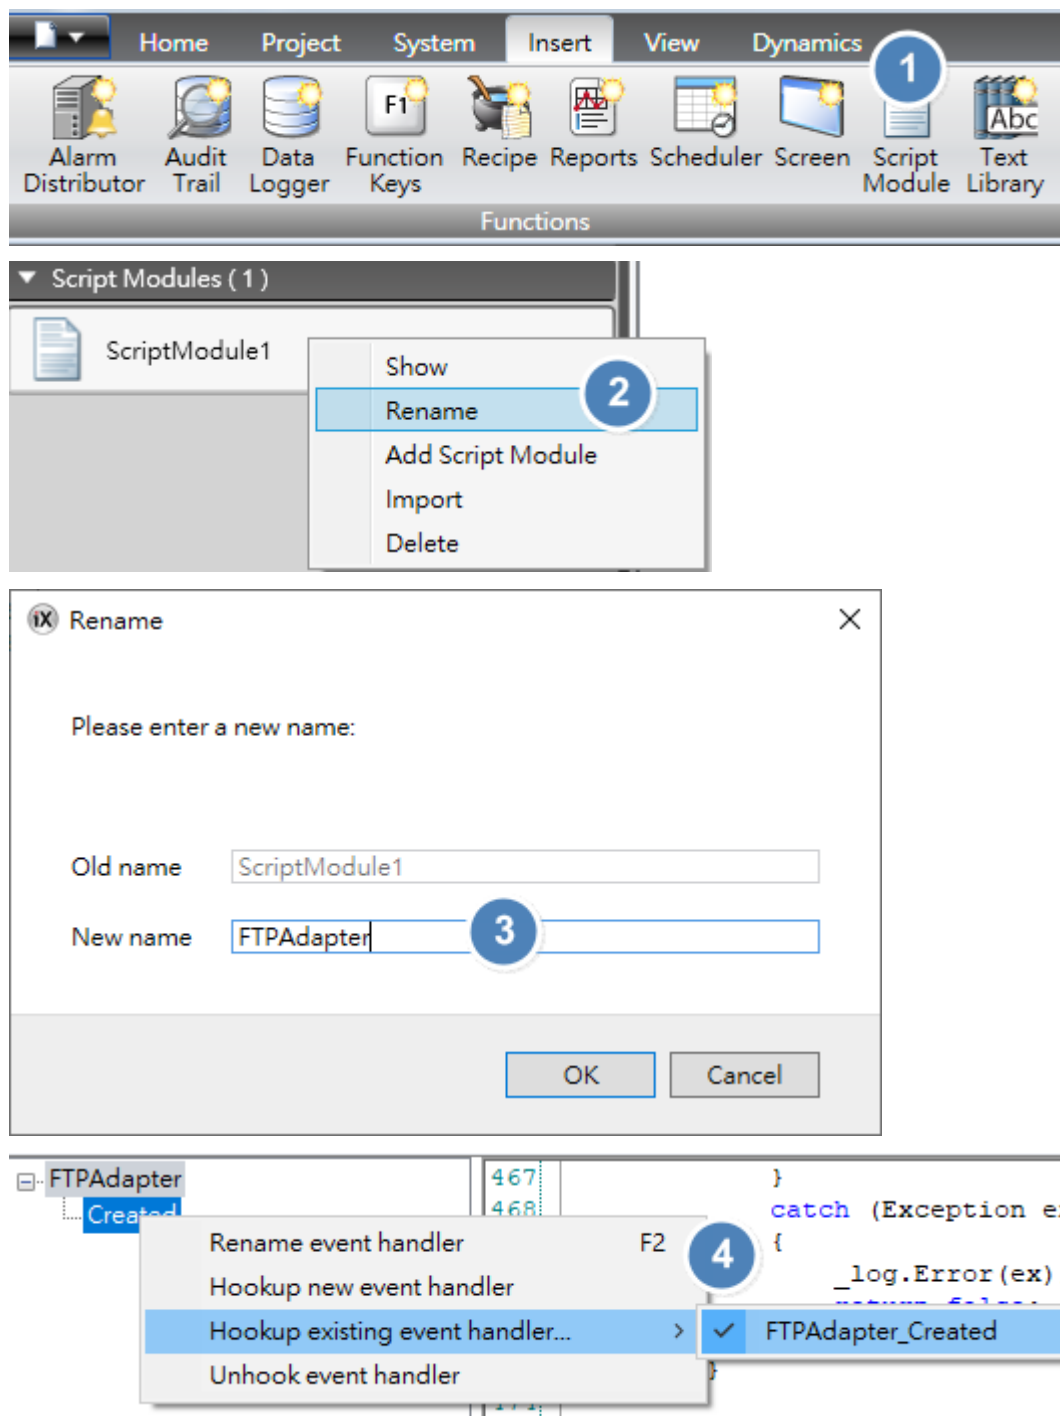 Home Project System Insert View Dynamics
1
F1
Abc
Alarm Distributor Audit Trail Data Logger Function Keys Recipe Reports Scheduler Screen Script Module Text Library
Functions
Script Modules ( 1 )
ScriptModule1
Show
2
Rename
Add Script Module
Import
Delete
iX Rename
Please enter a new name:
Old name ScriptModule1
New name FTPAdapter
3
OK Cancel
FTPAdapter
467 }
Created
468 catch (Exception
Rename event handler F2
4
{
Hookup new event handler
_log.Error(ex)
return false;
Hookup existing event handler... > FTPAdapter_Created
Unhook event handler
}